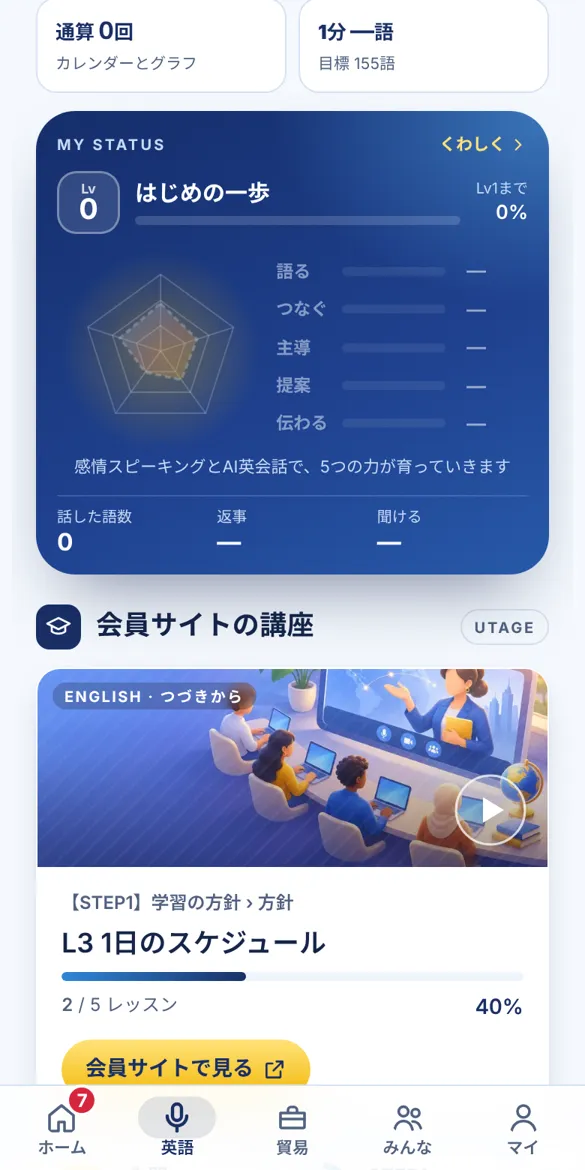 通算 0回
カレンダーとグラフ
1分 —語
目標 155語
MY STATUS
くわしく
Lv
0
はじめの一歩
Lv1まで
0%
語る —
つなぐ —
主導 —
提案 —
伝わる —
感情スピーキングとAI英会話で、5つの力が育っていきます
話した語数
0
返事
—
聞ける
—
会員サイトの講座
UTAGE
ENGLISH · つづきから
【STEP1】学習の方針 › 方針
L3 1日のスケジュール
2 / 5 レッスン
40%
会員サイトで見る
7
ホーム
英語
貿易
みんな
マイ